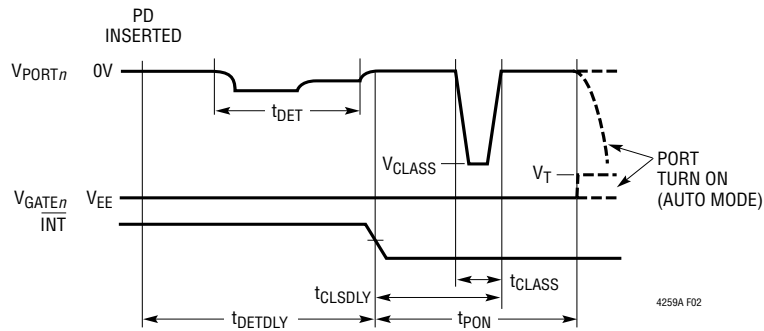 PD
INSERTED
VPORTn 0V
tDET
VCLASS
VT
PORT
TURN ON
(AUTO MODE)
VGATEn VEE
INT
tCLSDLY
tCLASS
tDETDLY
tPON
4259A F02